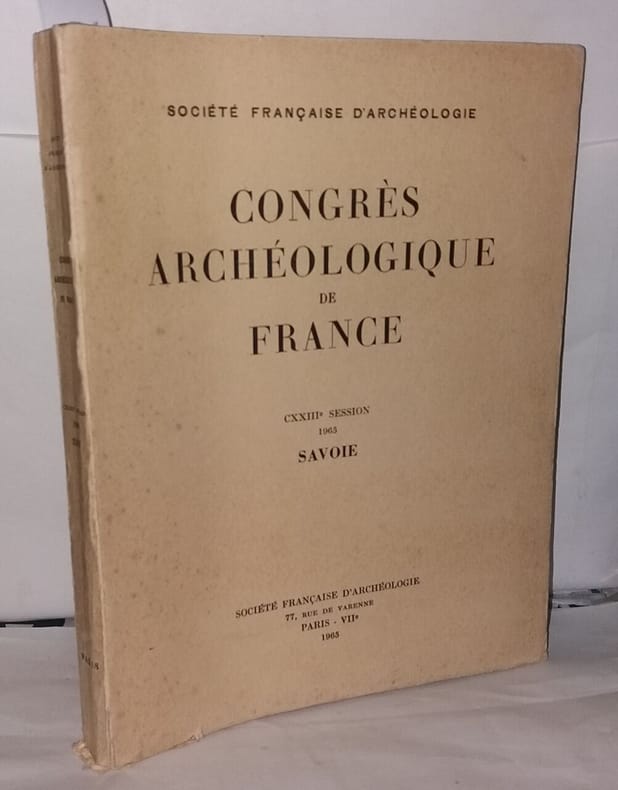 SOCIÉTÉ FRANÇAISE D'ARCHÉOLOGIE
CONGRÈS
ARCHÉOLOGIQUE
DE
FRANCE
CXXIIIe SESSION
1965
SAVOIE
SOCIÉTÉ FRANÇAISE D'ARCHÉOLOGIE
77, RUE DE VARENNE
PARIS - VIIe
1965
PARIS